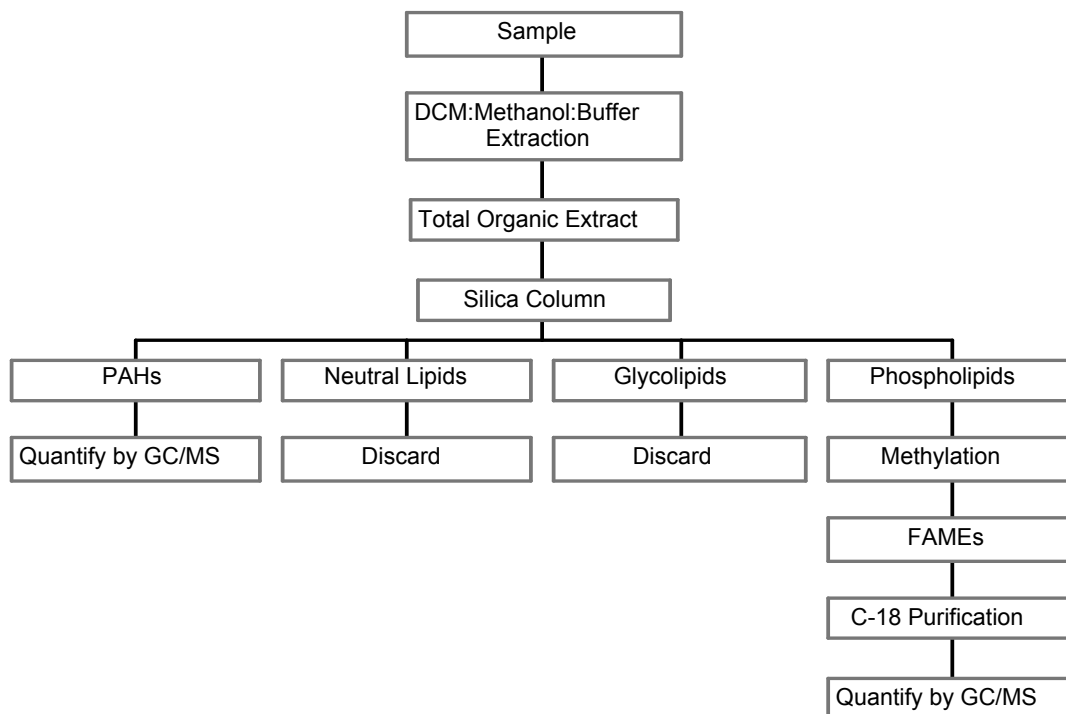 Sample
DCM:Methanol:Buffer
Extraction
Total Organic Extract
Silica Column
PAHs
Neutral Lipids
Glycolipids
Phospholipids
Quantify by GC/MS
Discard
Discard
Methylation
FAMEs
C-18 Purification
Quantify by GC/MS